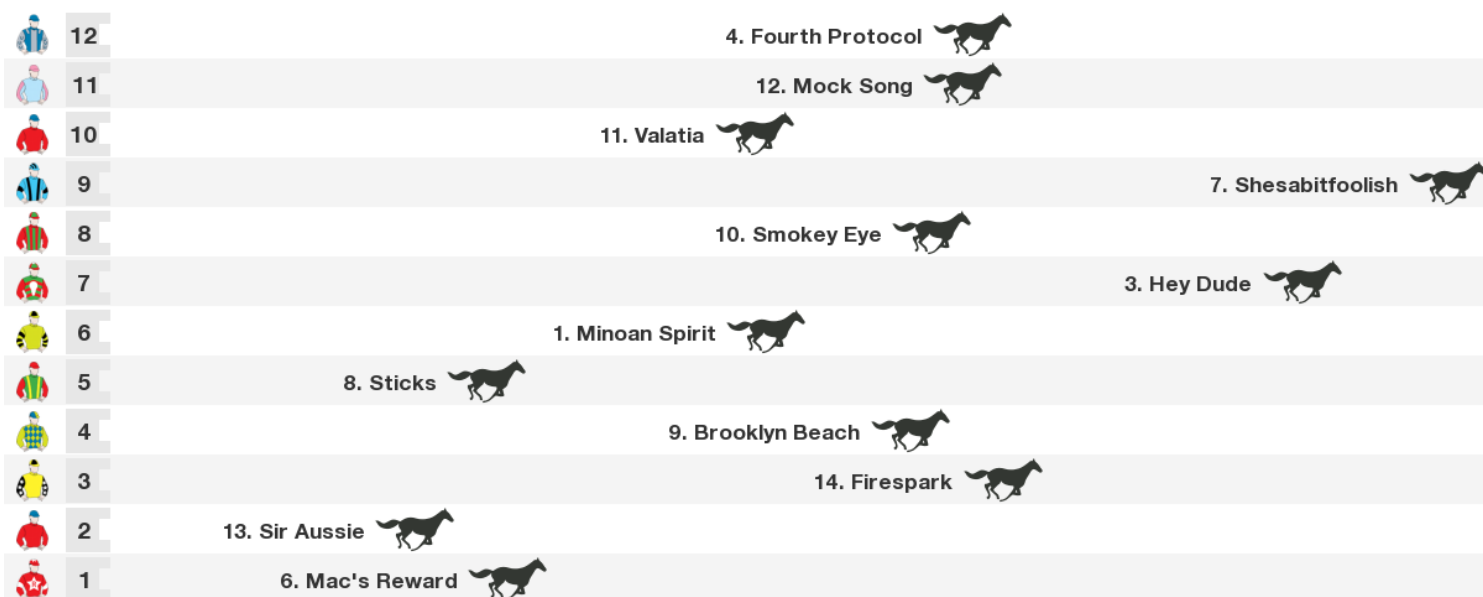 12 4. Fourth Protocol
11 12. Mock Song
10 11. Valatia
9 7. Shesabitfoolish
8 10. Smokey Eye
7 3. Hey Dude
6 1. Minoan Spirit
5 8. Sticks
4 9. Brooklyn Beach
3 14. Firespark
2 13. Sir Aussie
1 6. Mac's Reward